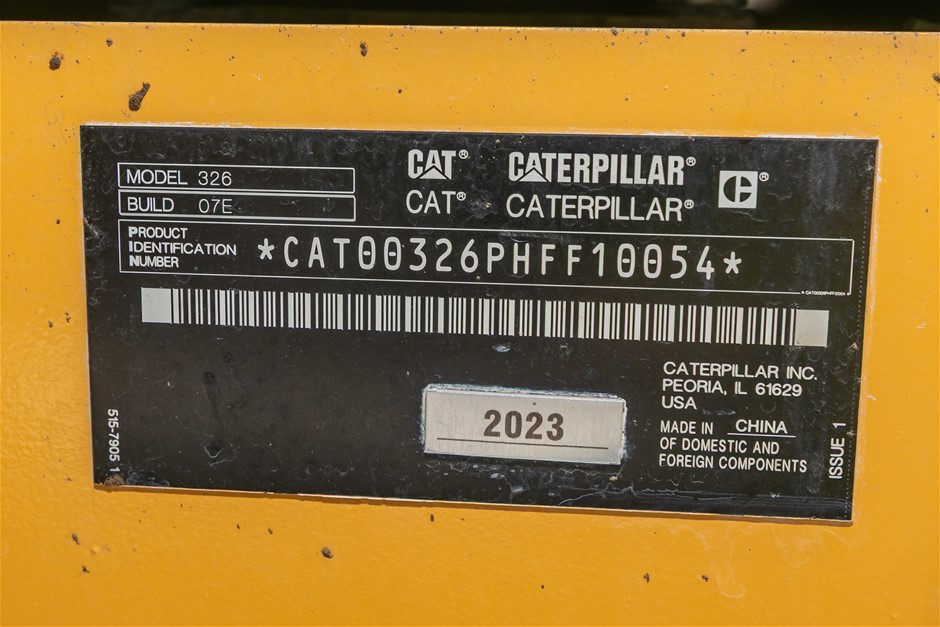 MODEL 326
BUILD 07E
CAT® CATERPILLAR® C®
CAT® CATERPILLAR®
PRODUCT
IDENTIFICATION
NUMBER
*CAT00326PHFF10054*
*CAT00326PHFF10054
CATERPILLAR INC.
PEORIA, IL 61629
USA
2023
MADE IN CHINA
OF DOMESTIC AND
FOREIGN COMPONENTS
515-7905 1
ISSUE 1